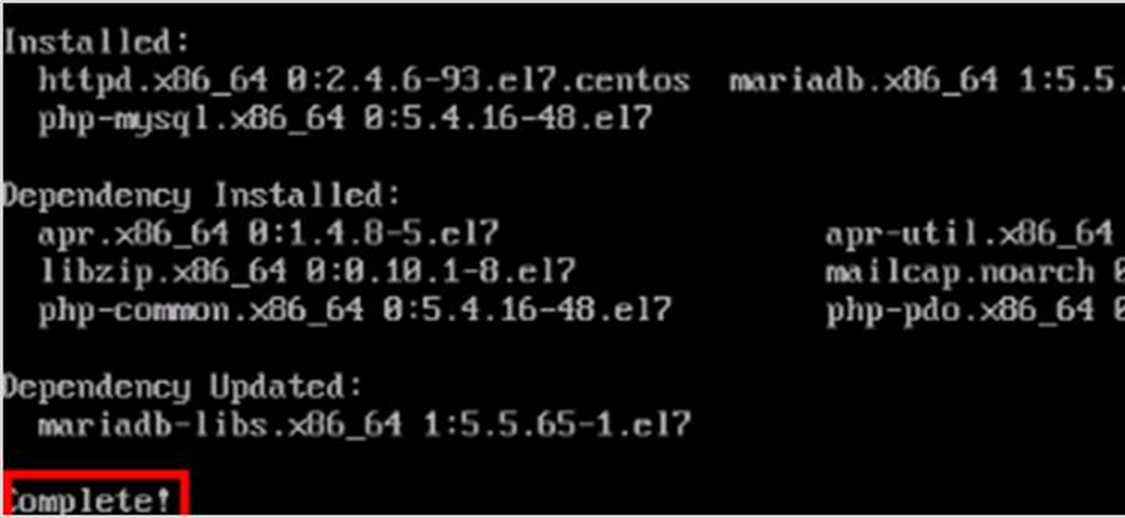 Installed:
httpd.x86_64 0:2.4.6-93.el7.centos mariadb.x86_64 1:5.5.
php-mysql.x86_64 0:5.4.16-48.el7
Dependency Installed:
apr.x86_64 0:1.4.8-5.el7 apr-util.x86_64
libzip.x86_64 0:0.10.1-8.el7 mailcap.noarch 0
php-common.x86_64 0:5.4.16-48.el7 php-pdo.x86_64 0
Dependency Updated:
mariadb-libs.x86_64 1:5.5.65-1.el7
Complete!